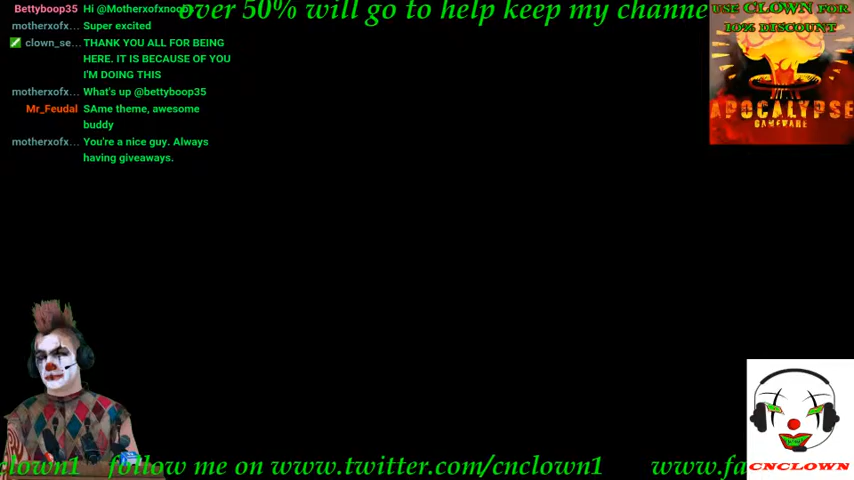 over 50% will go to help keep my channe
Bettyboop35 Hi @Motherxofxnoobs
motherxofx... Super excited
clown_se... THANK YOU ALL FOR BEING
HERE. IT IS BECAUSE OF YOU
I'M DOING THIS
motherxofx... What's up @bettyboop35
Mr_Feudal SAme theme, awesome
buddy
motherxofx... You're a nice guy. Always
having giveaways.
USE CLOWN FOR
10% DISCOUNT
APOCALYPSE
GAMEWARE
CNCLOWN
clown1 follow me on www.twitter.com/cnclown1 www.fa